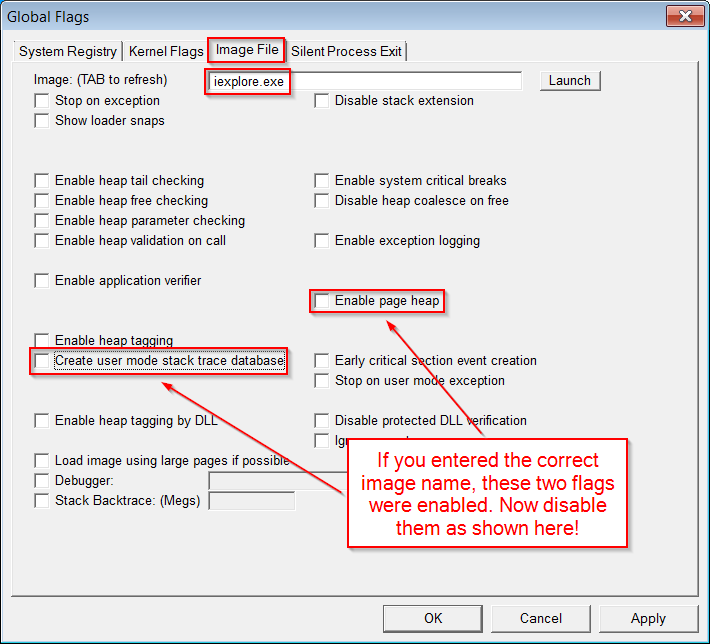 Global Flags
System Registry Kernel Flags Image File Silent Process Exit
Image: (TAB to refresh) iexplore.exe Launch
Stop on exception Disable stack extension
Show loader snaps
Enable heap tail checking Enable system critical breaks
Enable heap free checking Disable heap coalesce on free
Enable heap parameter checking
Enable heap validation on call Enable exception logging
Enable application verifier
Enable page heap
Enable heap tagging
Create user mode stack trace database Early critical section event creation
Stop on user mode exception
Enable heap tagging by DLL Disable protected DLL verification
Load image using large pages if possible
Debugger:
Stack Backtrace: (Megs)
If you entered the correct
image name, these two flags
were enabled. Now disable
them as shown here!
OK Cancel Apply